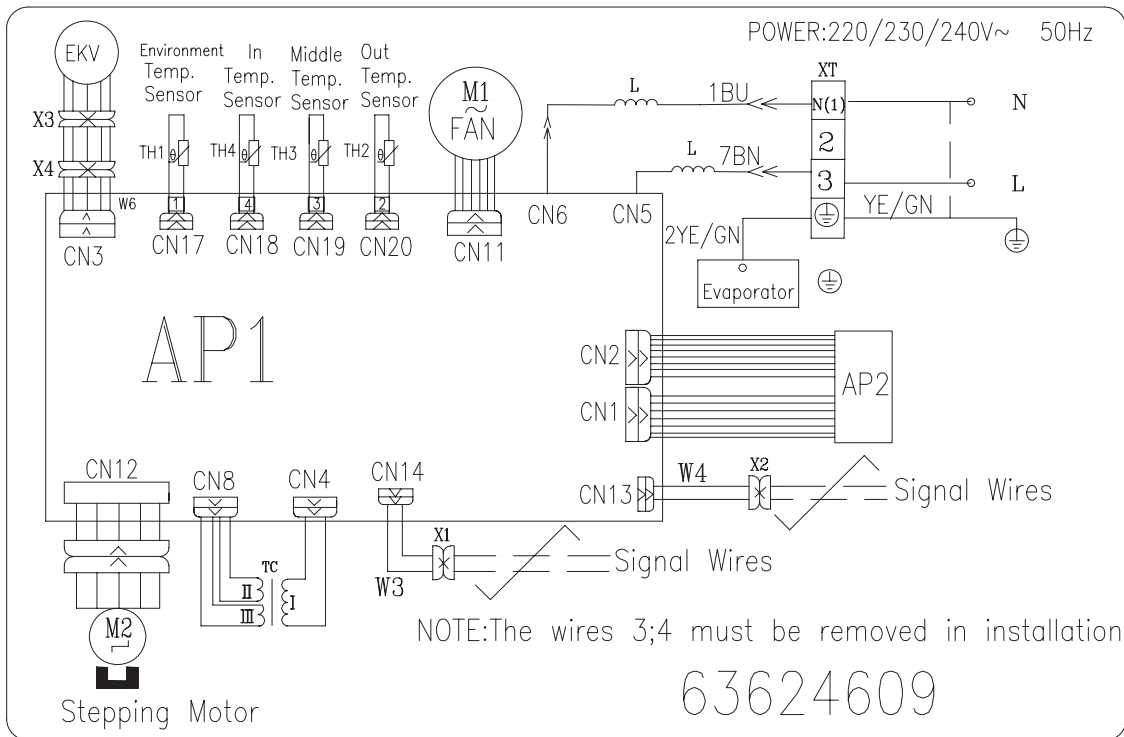 POWER:220/230/240V~ 50Hz
EKV
Environment Temp. Sensor
In Temp. Sensor
Middle Temp. Sensor
Out Temp. Sensor
M1
~
FAN
XT
L
1BU
N(1)
N
X3
TH1
θ
TH4
θ
TH3
θ
TH2
θ
2
X4
L
7BN
3
L
W6
1
4
3
2
CN6
CN5
YE/GN
CN3
CN17
CN18
CN19
CN20
CN11
2YE/GN
Evaporator
AP1
CN2
CN1
AP2
CN12
CN8
CN4
CN14
CN13
W4
X2
Signal Wires
X1
W3
Signal Wires
TC
II
III
I
M2
Stepping Motor
NOTE:The wires 3;4 must be removed in installation
63624609